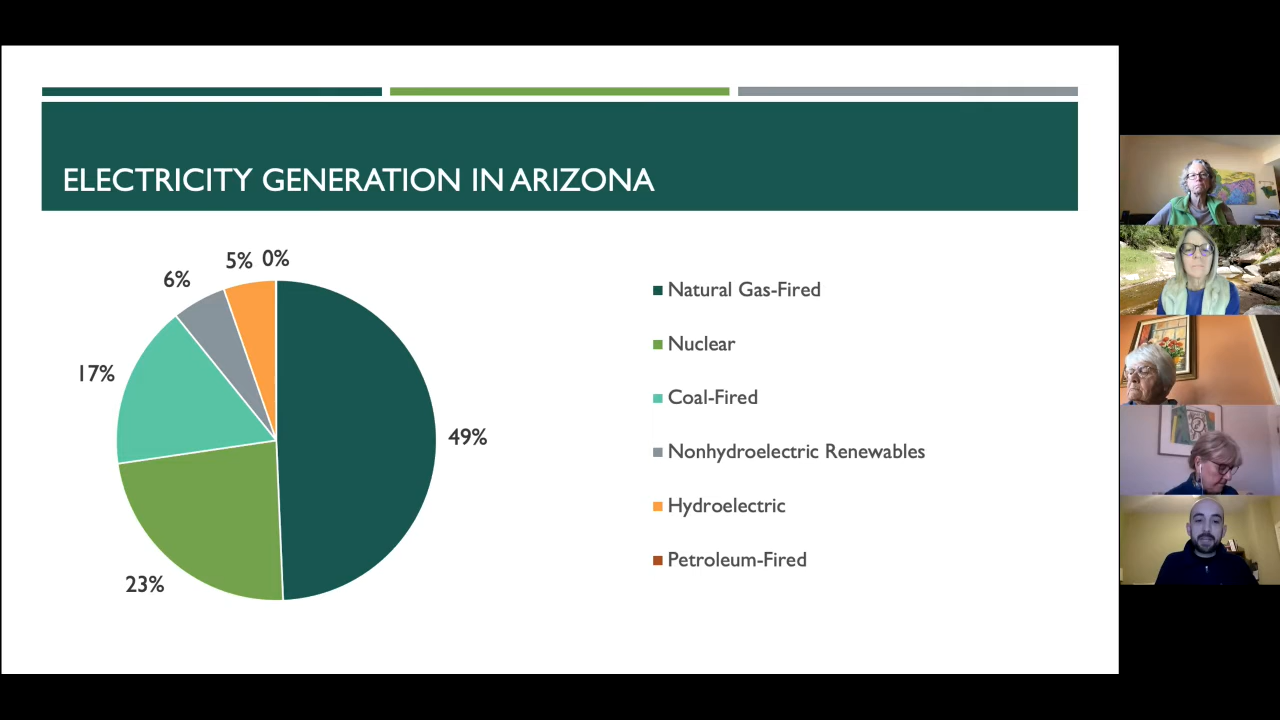 ELECTRICITY GENERATION IN ARIZONA
5% 0%
6%
17%
49%
23%
Natural Gas-Fired
Nuclear
Coal-Fired
Nonhydroelectric Renewables
Hydroelectric
Petroleum-Fired